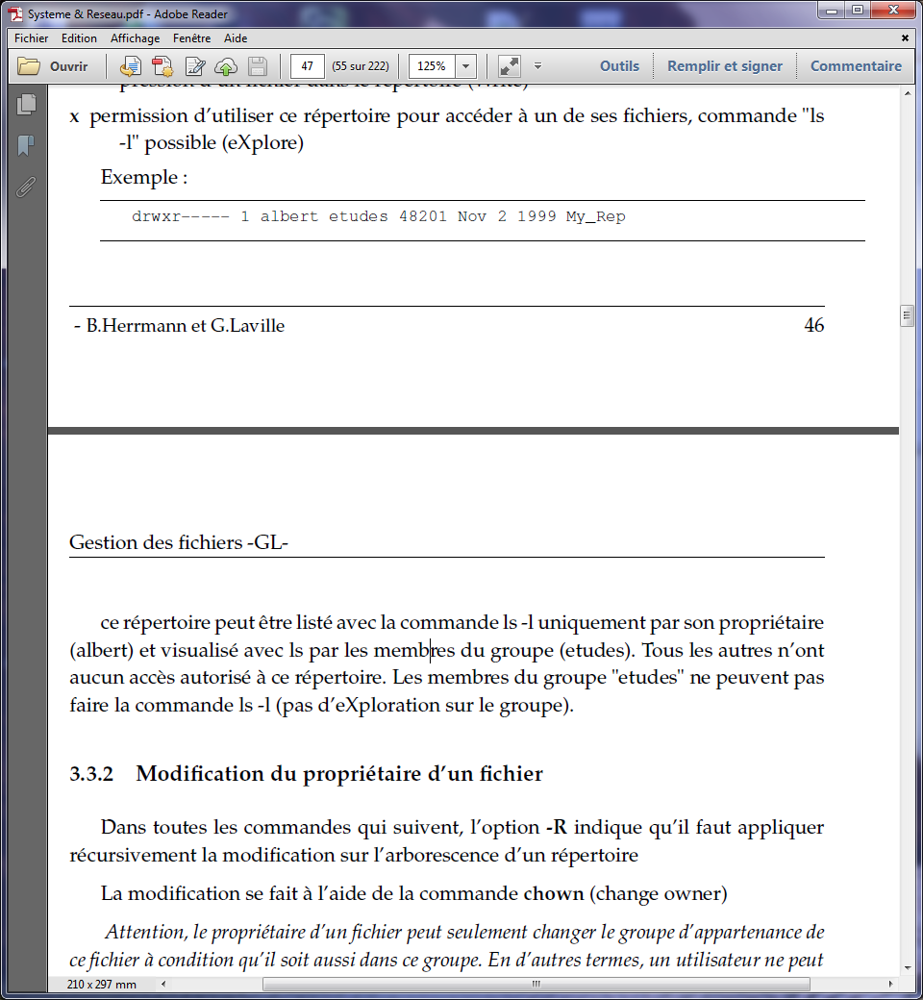 Systeme & Reseau.pdf - Adobe Reader
Fichier Edition Affichage Fenêtre Aide
Ouvrir 47 (55 sur 222) 125% Outils Remplir et signer Commentaire
pression d'un fichier dans le répertoire (Write)
x permission d'utiliser ce répertoire pour accéder à un de ses fichiers, commande "ls
-l" possible (eXplore)
Exemple :
drwxr----- 1 albert etudes 48201 Nov 2 1999 My_Rep
- B.Herrmann et G.Laville 46
Gestion des fichiers -GL-
ce répertoire peut être listé avec la commande ls -l uniquement par son propriétaire
(albert) et visualisé avec ls par les membres du groupe (etudes). Tous les autres n'ont
aucun accès autorisé à ce répertoire. Les membres du groupe "etudes" ne peuvent pas
faire la commande ls -l (pas d'eXploration sur le groupe).
3.3.2 Modification du propriétaire d'un fichier
Dans toutes les commandes qui suivent, l'option -R indique qu'il faut appliquer
récursivement la modification sur l'arborescence d'un répertoire
La modification se fait à l'aide de la commande chown (change owner)
Attention, le propriétaire d'un fichier peut seulement changer le groupe d'appartenance de
ce fichier à condition qu'il soit aussi dans ce groupe. En d'autres termes, un utilisateur ne peut
210 x 297 mm